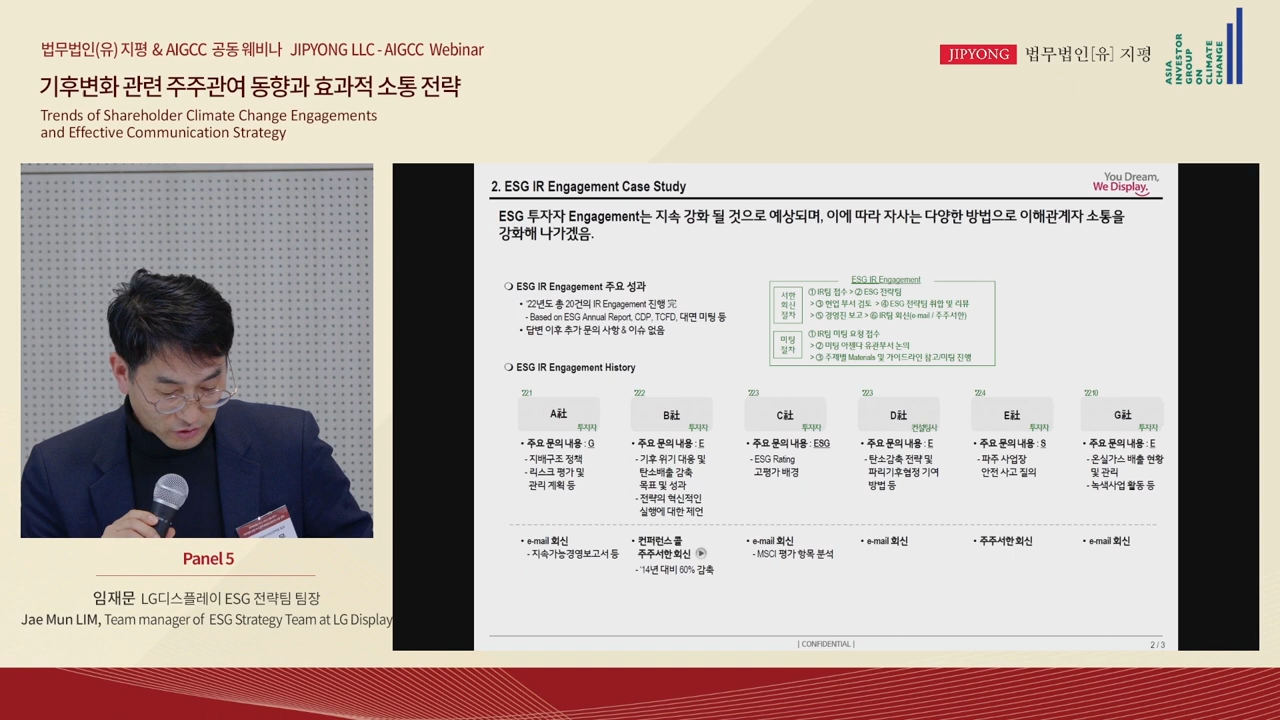 법무법인(유) 지평 & AIGCC 공동 웨비나 JIPYONG LLC - AIGCC Webinar
기후변화 관련 주주관여 동향과 효과적 소통 전략
Trends of Shareholder Climate Change Engagements
and Effective Communication Strategy
JIPYONG 법무법인[유] 지평
ASIA
INVESTOR
GROUP
ON
CLIMATE
CHANGE
2. ESG IR Engagement Case Study
You Dream,
We Display.
ESG 투자자 Engagement는 지속 강화 될 것으로 예상되며, 이에 따라 자사는 다양한 방법으로 이해관계자 소통을
강화해 나가겠음.
❍ ESG IR Engagement 주요 성과
• '22년도 총 20건의 IR Engagement 진행 完
- Based on ESG Annual Report, CDP, TCFD, 대면 미팅 등
• 답변 이후 추가 문의 사항 & 이슈 없음
ESG IR Engagement
서한
회신
절차
① IR팀 접수 > ② ESG 전략팀
> ③ 현업 부서 검토 > ④ ESG 전략팀 취합 및 리뷰
> ⑤ 경영진 보고 > ⑥ IR팀 회신(e-mail / 주주서한)
미팅
절차
① IR팀 미팅 요청 접수
> ② 미팅 아젠다 유관부서 논의
> ③ 주제별 Materials 및 가이드라인 참고/미팅 진행
❍ ESG IR Engagement History
'22.1
A社
투자자
• 주요 문의 내용 : G
- 지배구조 정책
- 리스크 평가 및
관리 계획 등
• e-mail 회신
- 지속가능경영보고서 등
'22.2
B社
투자자
• 주요 문의 내용 : E
- 기후 위기 대응 및
탄소배출 감축
목표 및 성과
- 전략의 혁신적인
실행에 대한 제언
• 컨퍼런스 콜
주주서한 회신
- '14년 대비 60% 감축
'22.3
C社
투자자
• 주요 문의 내용 : ESG
- ESG Rating
고평가 배경
• e-mail 회신
- MSCI 평가 항목 분석
'22.3
D社
컨설팅사
• 주요 문의 내용 : E
- 탄소감축 전략 및
파리기후협정 기여
방법 등
• e-mail 회신
'22.4
E社
투자자
• 주요 문의 내용 : S
- 파주 사업장
안전 사고 질의
• 주주서한 회신
'22.10
G社
투자자
• 주요 문의 내용 : E
- 온실가스 배출 현황
및 관리
- 녹색사업 활동 등
• e-mail 회신
| CONFIDENTIAL |
2 / 3
Panel 5
임재문 LG디스플레이 ESG 전략팀 팀장
Jae Mun LIM, Team manager of ESG Strategy Team at LG Display